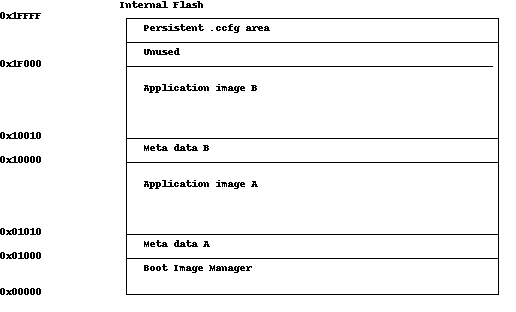 Internal Flash
0x1FFFF
Persistent .ccfg area
Unused
0x1F000
Application image B
0x10010
Meta data B
0x10000
Application image A
0x01010
Meta data A
0x01000
Boot Image Manager
0x00000